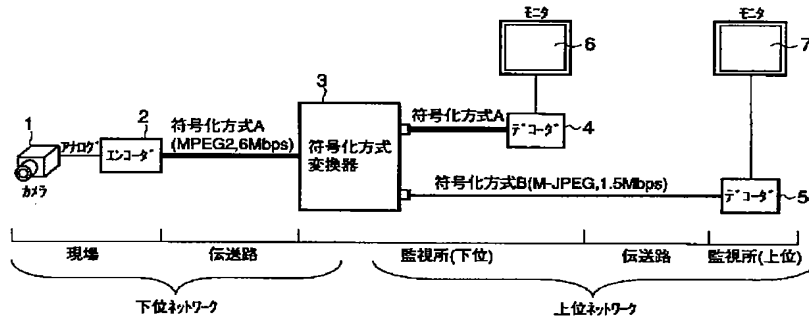 モニタ
モニタ
6
7
3
1
2
符号化方式A
(MPEG2,6Mbps)
アナログ
エンコーダ
カメラ
符号化方式
変換器
符号化方式A
デコーダ
4
符号化方式B(M-JPEG,1.5Mbps)
デコーダ
5
現場
伝送路
監視所(下位)
伝送路
監視所(上位)
下位ネットワーク
上位ネットワーク